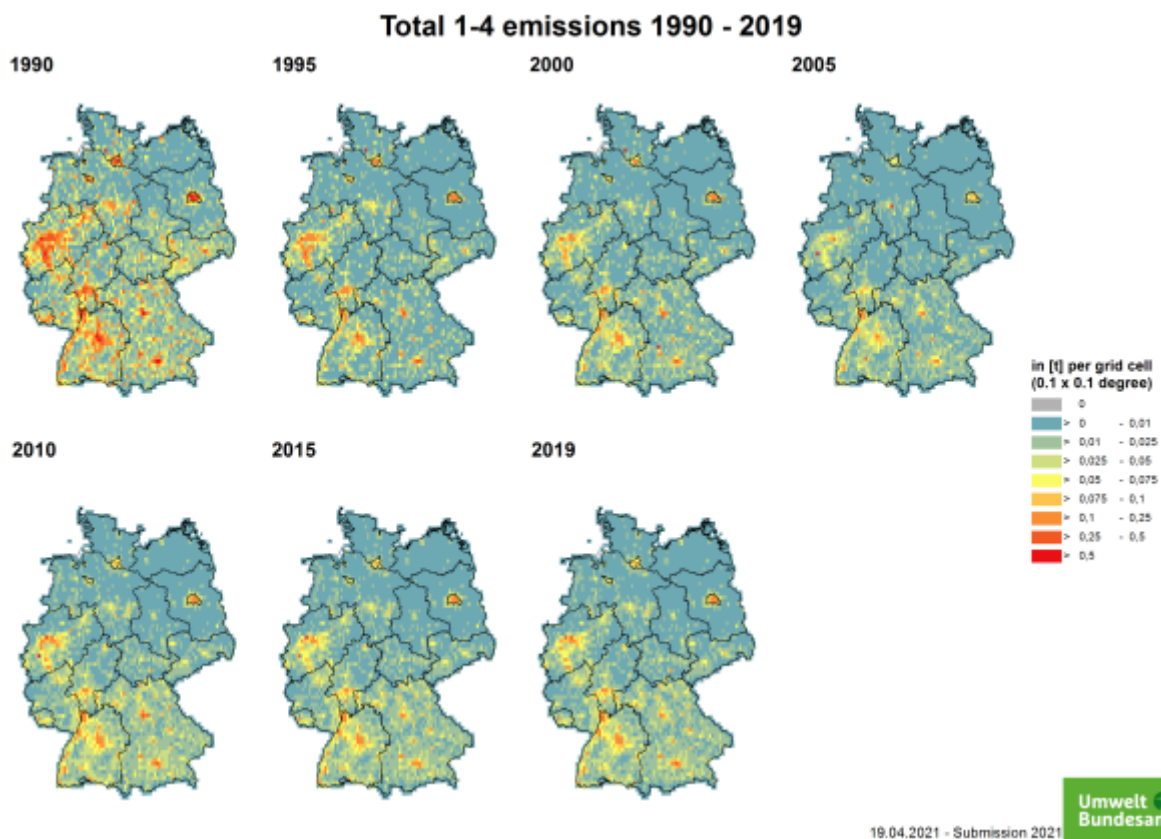 Total 1-4 emissions 1990 - 2019
1990
1995
2000
2005
in [t] per grid cell
(0.1 x 0.1 degree)
0
> 0 - 0,01
> 0,01 - 0,025
> 0,025 - 0,05
> 0,05 - 0,075
> 0,075 - 0,1
> 0,1 - 0,25
> 0,25 - 0,5
> 0,5
2010
2015
2019
Umwelt
Bundesar
19.04.2021 - Submission 2021